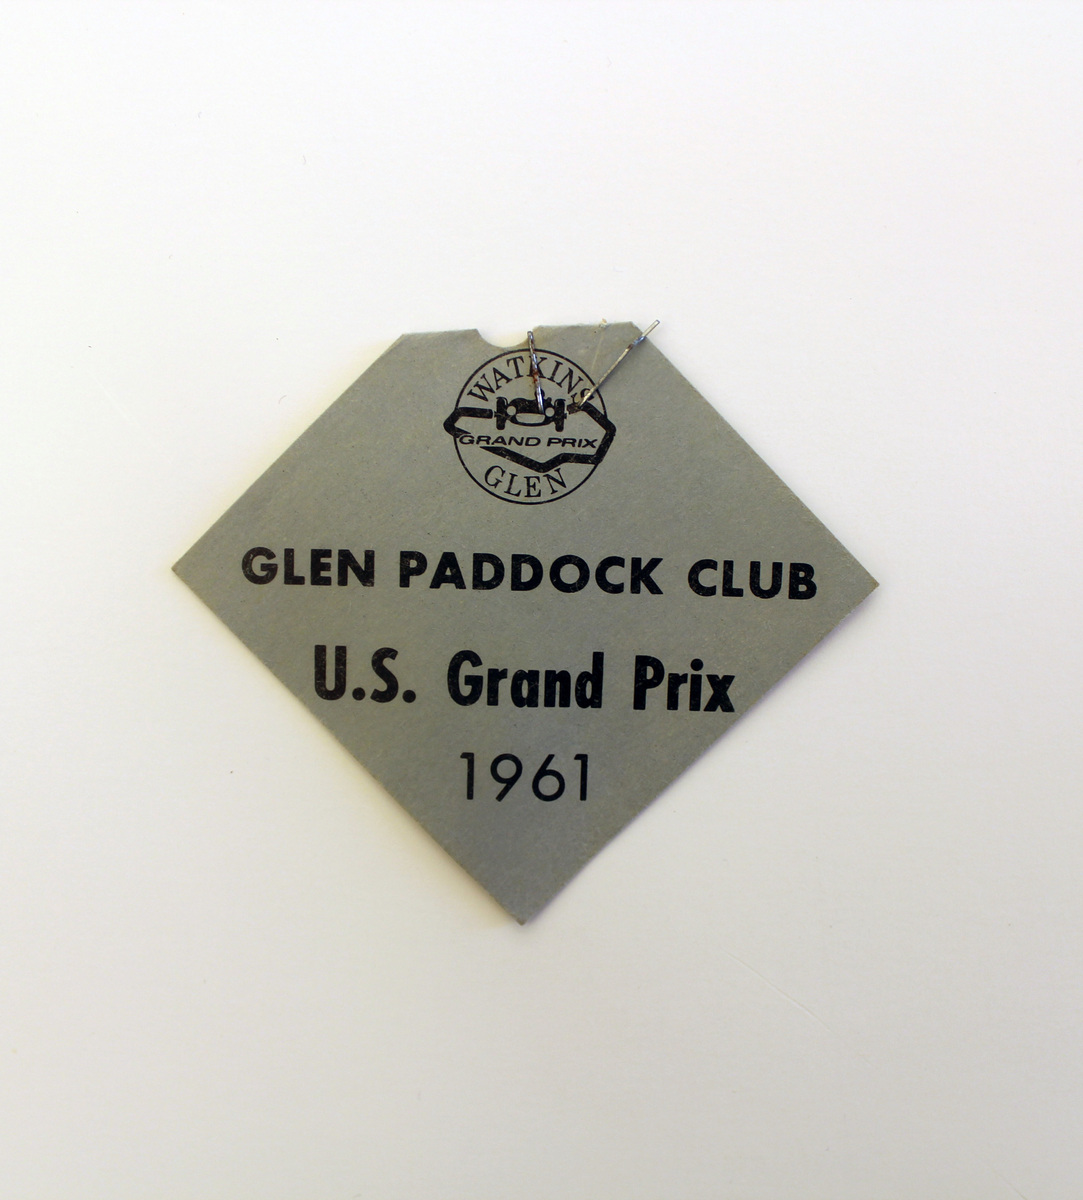 WATKINS
GRAND PRIX
GLEN
GLEN PADDOCK CLUB
U.S. Grand Prix
1961